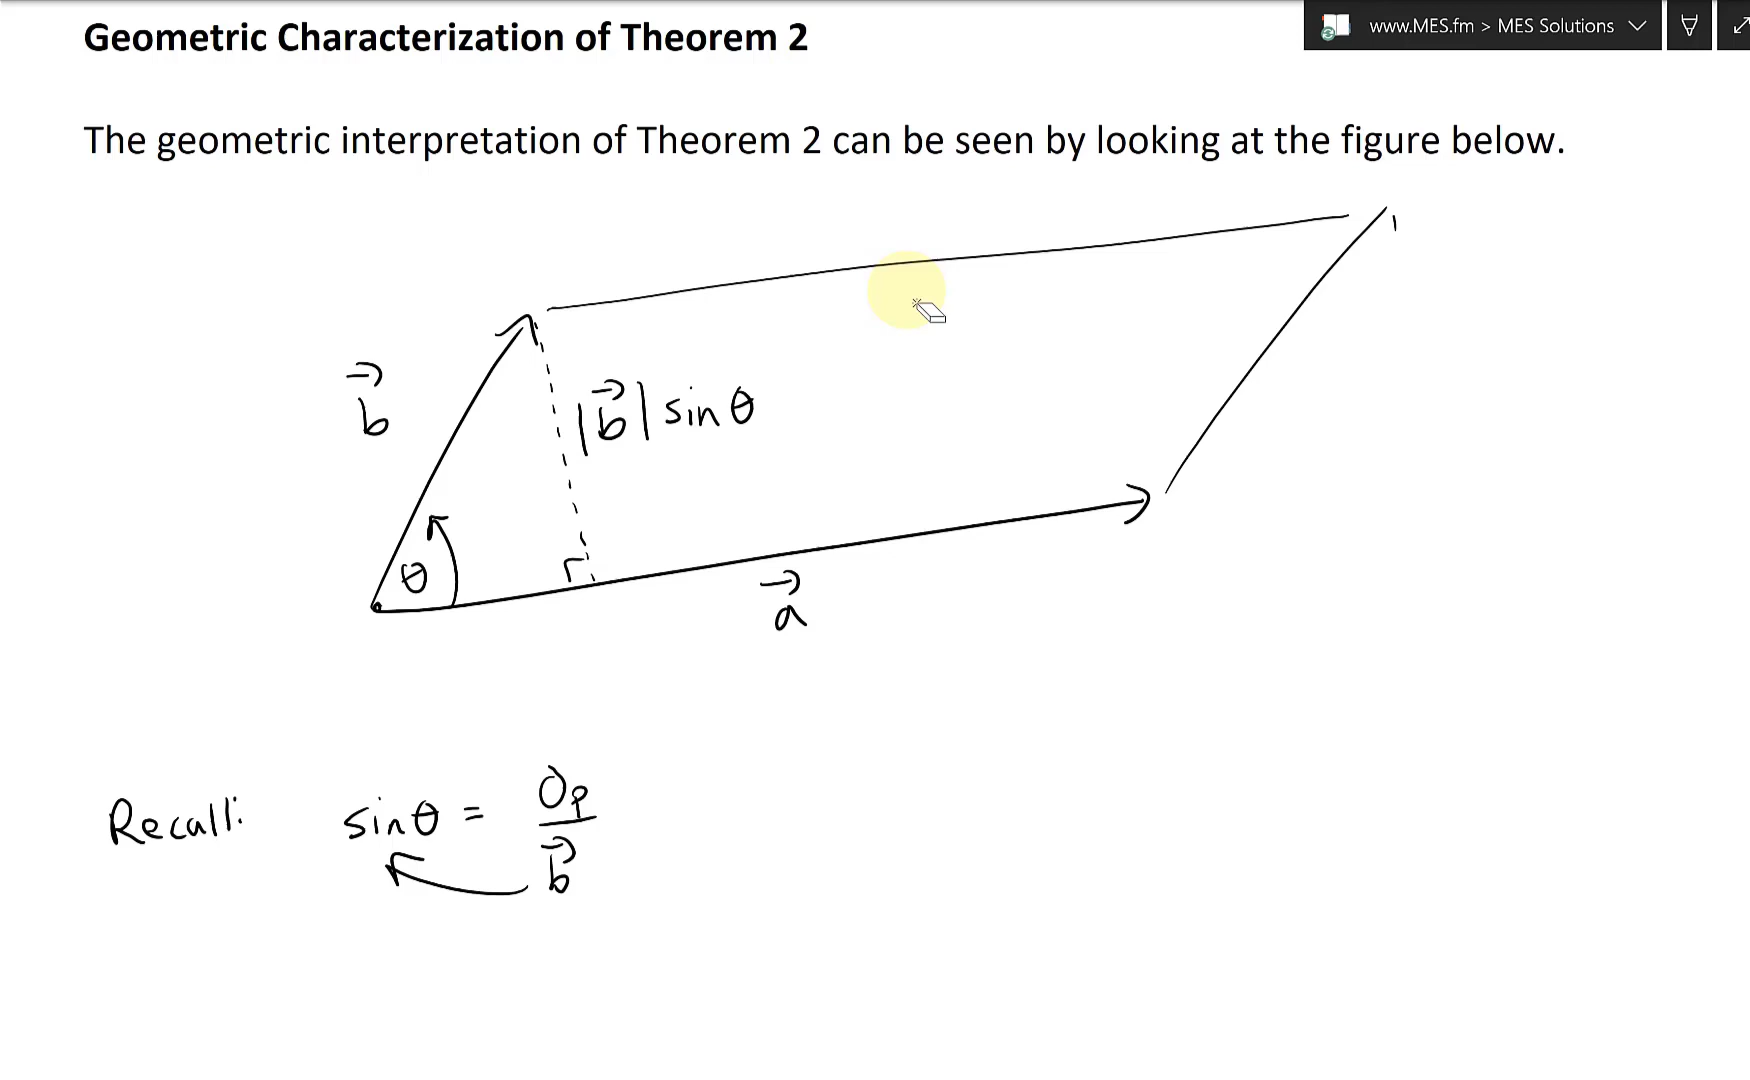 Geometric Characterization of Theorem 2
www.MES.fm > MES Solutions
The geometric interpretation of Theorem 2 can be seen by looking at the figure below.
b⃗
|b⃗| sin θ
θ
a⃗
Recall: sin θ = Op / b⃗